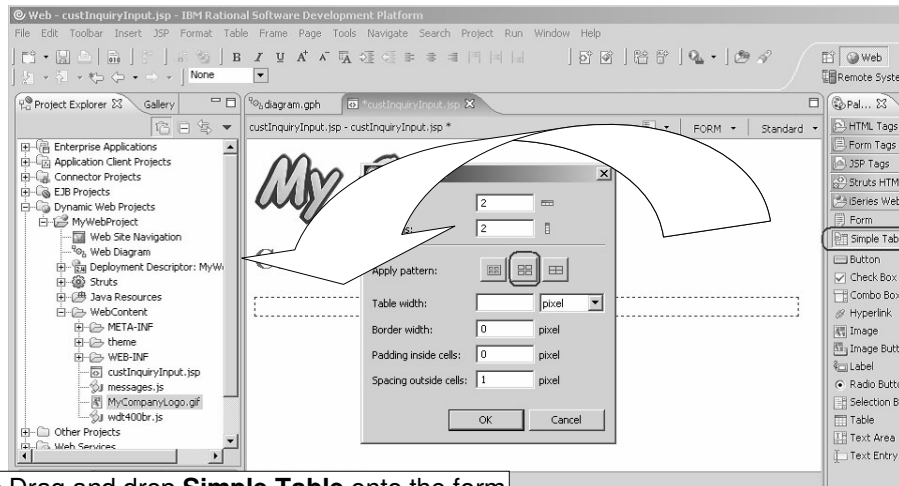 Web - custInquiryInput.jsp - IBM Rational Software Development Platform
File Edit Toolbar Insert JSP Format Table Frame Page Tools Navigate Search Project Run Window Help
None
Web
Remote Syste
Project Explorer
Gallery
diagram.gph
*custInquiryInput.jsp
Pal...
custInquiryInput.jsp - custInquiryInput.jsp *
FORM
Standard
Enterprise Applications
Application Client Projects
Connector Projects
EJB Projects
Dynamic Web Projects
MyWebProject
Web Site Navigation
Web Diagram
Deployment Descriptor: MyW
Struts
Java Resources
WebContent
META-INF
theme
WEB-INF
custInquiryInput.jsp
messages.js
MyCompanyLogo.gif
wdt400br.js
Other Projects
Web Services
My
2
2
Apply pattern:
Table width:
pixel
Border width:
0
pixel
Padding inside cells:
0
pixel
Spacing outside cells:
1
pixel
OK
Cancel
HTML Tags
Form Tags
JSP Tags
Struts HTM
iSeries Web
Form
Simple Tab
Button
Check Box
Combo Box
Hyperlink
Image
Image Butt
Label
Radio Butto
Selection B
Table
Text Area
Text Entry
Drag and drop Simple Table onto the form